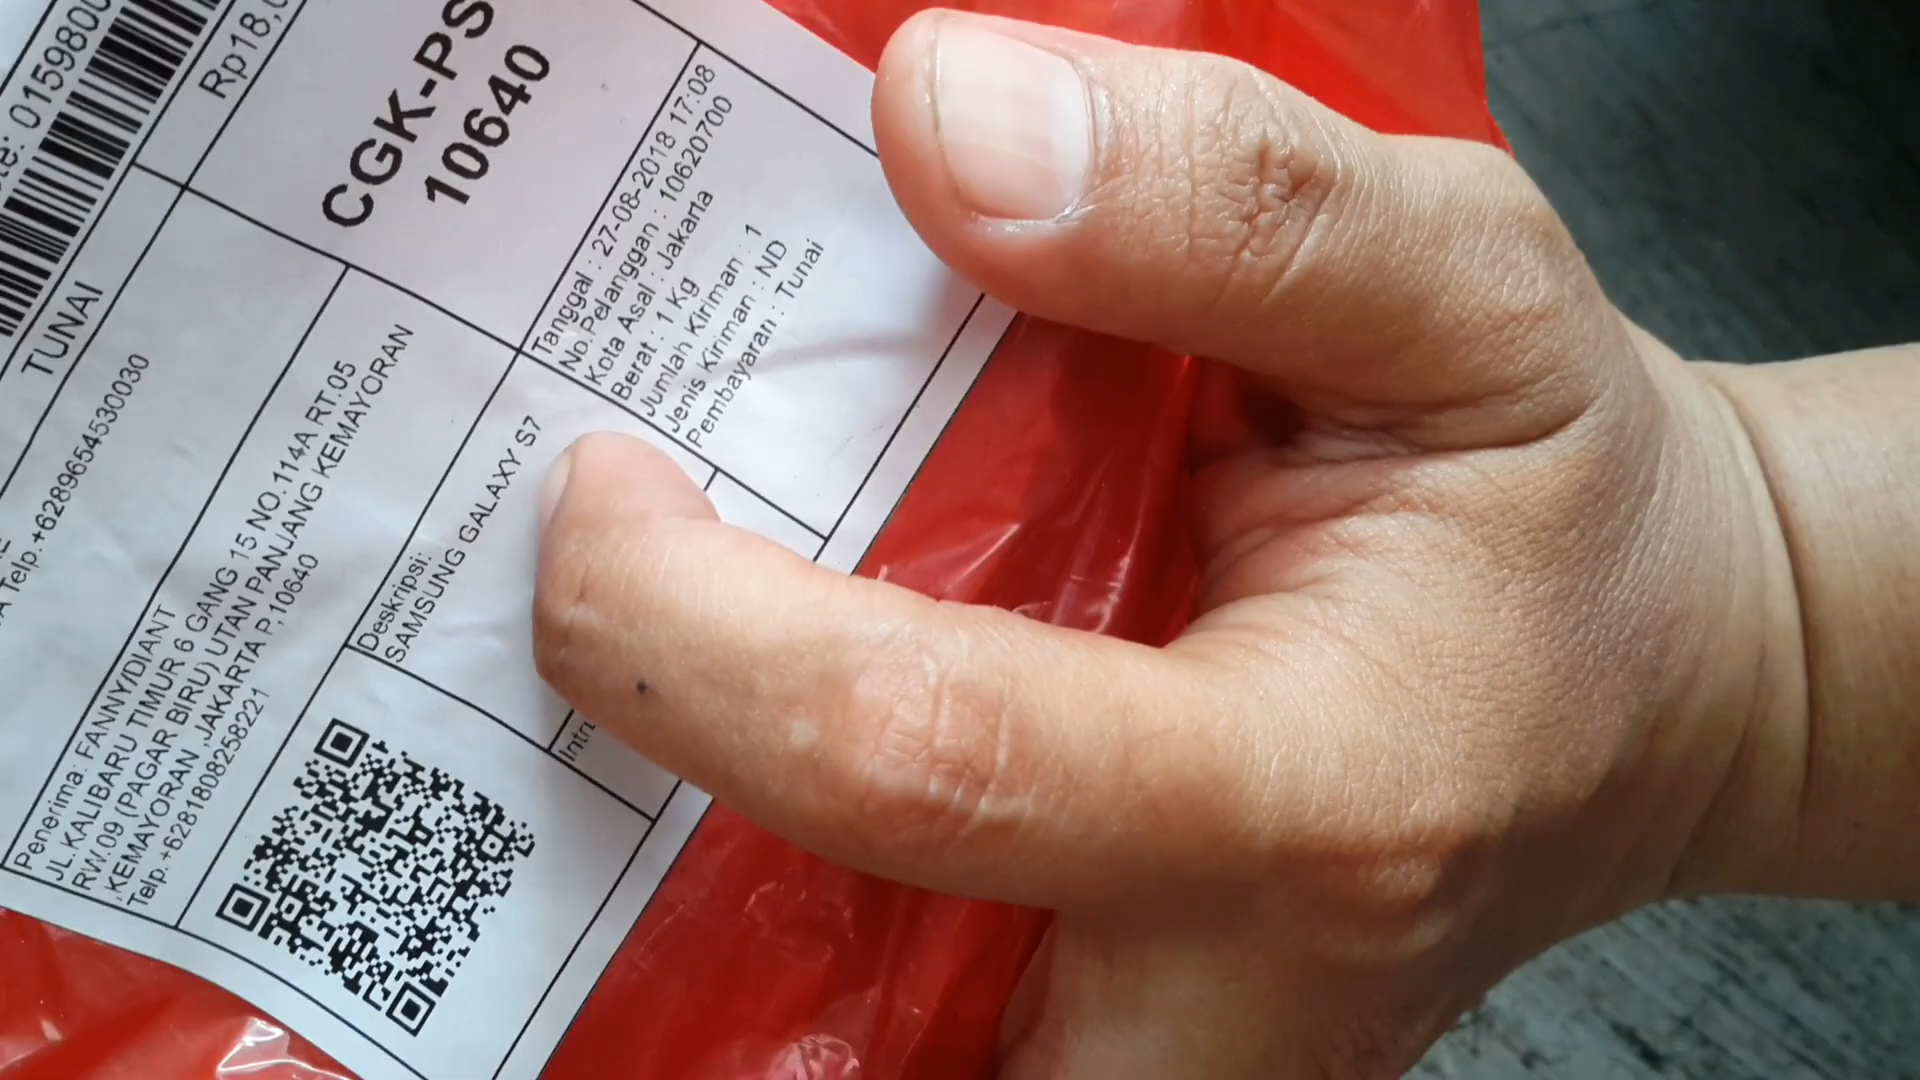 015980
Rp18,
TUNAI
CGK-PS
10640
Telp.+6289654530030
Penerima: FANNY/DIANT
JL.KALIBARU TIMUR 6 GANG 15 NO.114A RT.05
RW.09 (PAGAR BIRU) UTAN PANJANG KEMAYORAN
,KEMAYORAN ,JAKARTA P,10640
Telp.+6281808258221
Tanggal : 27-08-2018 17:08
No.Pelanggan : 10620700
Kota Asal : Jakarta
Berat : 1 Kg
Jumlah Kiriman : 1
Jenis Kiriman : ND
Pembayaran : Tunai
Deskripsi:
SAMSUNG GALAXY S7